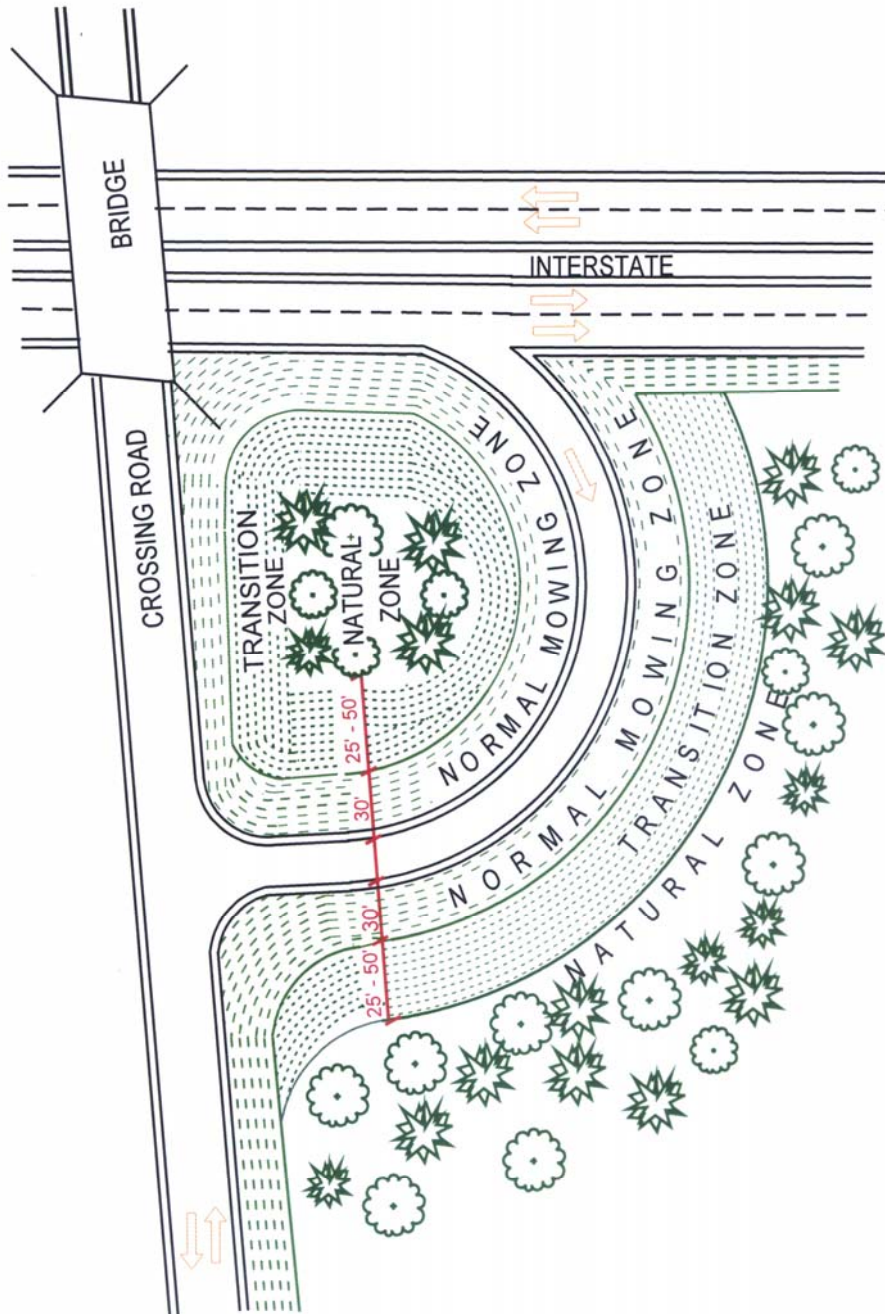 BRIDGE
INTERSTATE
CROSSING ROAD
TRANSITION
ZONE
NATURAL
ZONE
NORMAL MOWING ZONE
NORMAL MOWING ZONE
TRANSITION ZONE
NATURAL ZONE
25' - 50'
30'
30'
25' - 50'